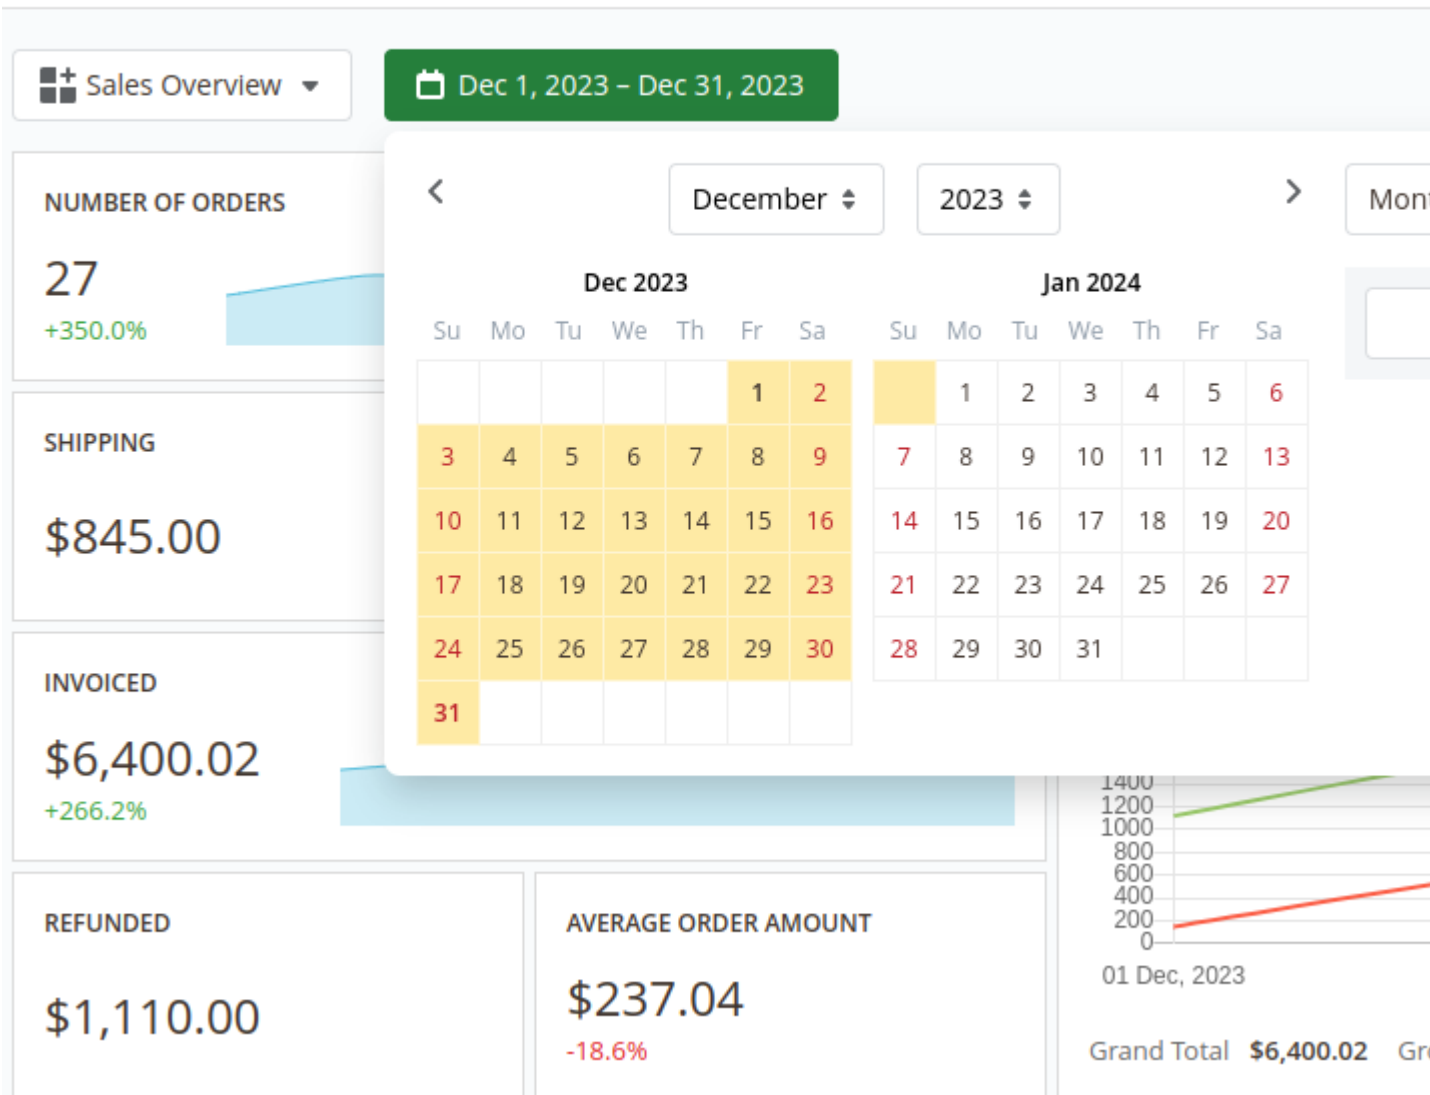 Sales Overview
Dec 1, 2023 – Dec 31, 2023
NUMBER OF ORDERS
27
+350.0%
SHIPPING
$845.00
INVOICED
$6,400.02
+266.2%
REFUNDED
$1,110.00
AVERAGE ORDER AMOUNT
$237.04
-18.6%
December
2023
Dec 2023
Su Mo Tu We Th Fr Sa
1 2
3 4 5 6 7 8 9
10 11 12 13 14 15 16
17 18 19 20 21 22 23
24 25 26 27 28 29 30
31
Jan 2024
Su Mo Tu We Th Fr Sa
1 2 3 4 5 6
7 8 9 10 11 12 13
14 15 16 17 18 19 20
21 22 23 24 25 26 27
28 29 30 31
1400
1200
1000
800
600
400
200
0
01 Dec, 2023
Grand Total $6,400.02